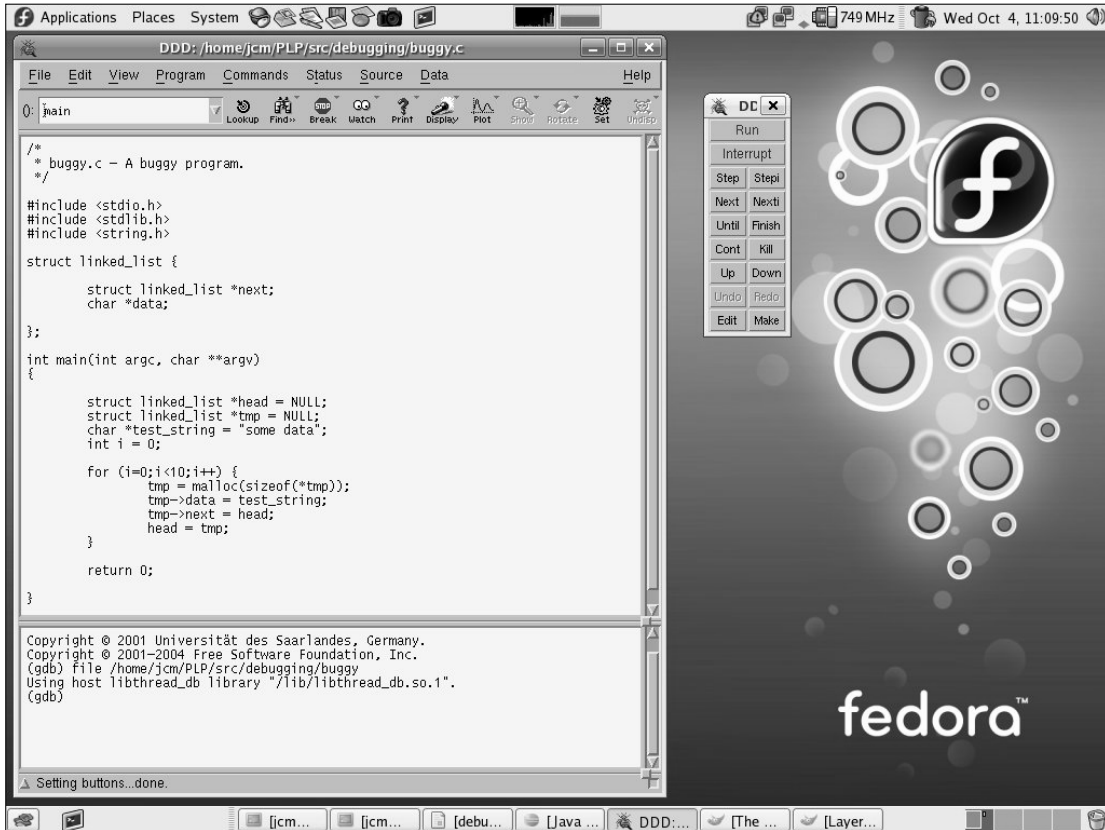 Applications Places System 749 MHz Wed Oct 4, 11:09:50
DDD: /home/jcm/PLP/src/debugging/buggy.c
File Edit View Program Commands Status Source Data Help
(): main
Lookup Find» Break Watch Print Display Plot Show Rotate Set Undisp
STOP
/*
 * buggy.c – A buggy program.
 */
#include <stdio.h>
#include <stdlib.h>
#include <string.h>
struct linked_list {
struct linked_list *next;
char *data;
};
int main(int argc, char **argv)
{
struct linked_list *head = NULL;
struct linked_list *tmp = NULL;
char *test_string = "some data";
int i = 0;
for (i=0;i<10;i++) {
tmp = malloc(sizeof(*tmp));
tmp–>data = test_string;
tmp–>next = head;
head = tmp;
}
return 0;
}
Copyright © 2001 Universität des Saarlandes, Germany.
Copyright © 2001–2004 Free Software Foundation, Inc.
(gdb) file /home/jcm/PLP/src/debugging/buggy
Using host libthread_db library "/lib/libthread_db.so.1".
(gdb)
Setting buttons...done.
DD
Run
Interrupt
Step Stepi
Next Nexti
Until Finish
Cont Kill
Up Down
Undo Redo
Edit Make
fedora™
[jcm... [jcm... [debu... [Java ... DDD:... [The ... [Layer...